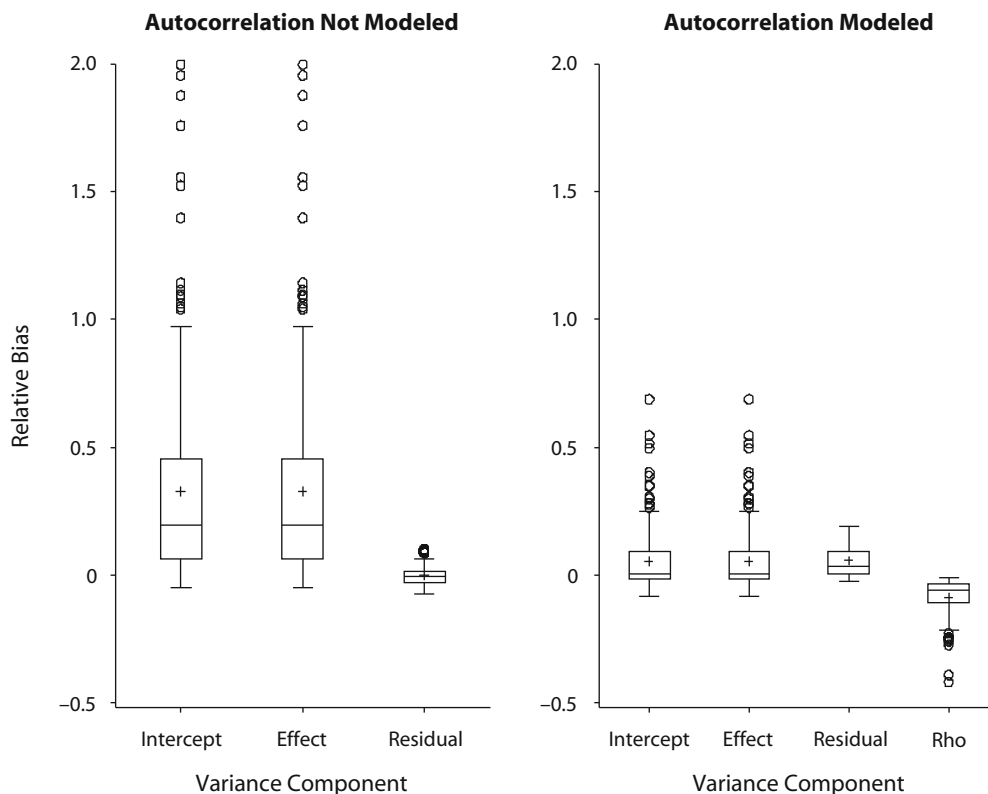 Autocorrelation Not Modeled
Autocorrelation Modeled
Relative Bias
2.0
1.5
1.0
0.5
0
–0.5
Intercept Effect Residual
Variance Component
2.0
1.5
1.0
0.5
0
–0.5
Intercept Effect Residual Rho
Variance Component